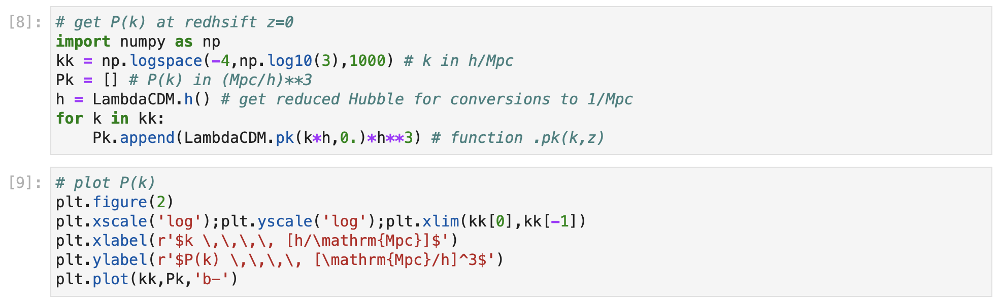 [8]: # get P(k) at redhsift z=0
import numpy as np
kk = np.logspace(-4,np.log10(3),1000) # k in h/Mpc
Pk = [] # P(k) in (Mpc/h)**3
h = LambdaCDM.h() # get reduced Hubble for conversions to 1/Mpc
for k in kk:
    Pk.append(LambdaCDM.pk(k*h,0.)*h**3) # function .pk(k,z)
[9]: # plot P(k)
plt.figure(2)
plt.xscale('log');plt.yscale('log');plt.xlim(kk[0],kk[-1])
plt.xlabel(r'$k \,\,\,\, [h/\mathrm{Mpc}]$')
plt.ylabel(r'$P(k) \,\,\,\, [\mathrm{Mpc}/h]^3$')
plt.plot(kk,Pk,'b-')